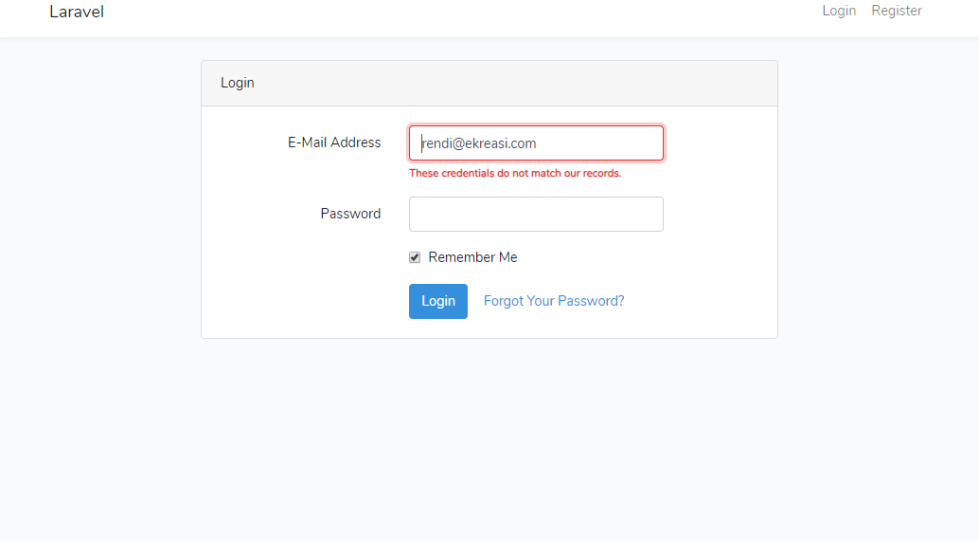 Laravel
Login Register
Login
E-Mail Address rendi@ekreasi.com
These credentials do not match our records.
Password
Remember Me
Login Forgot Your Password?